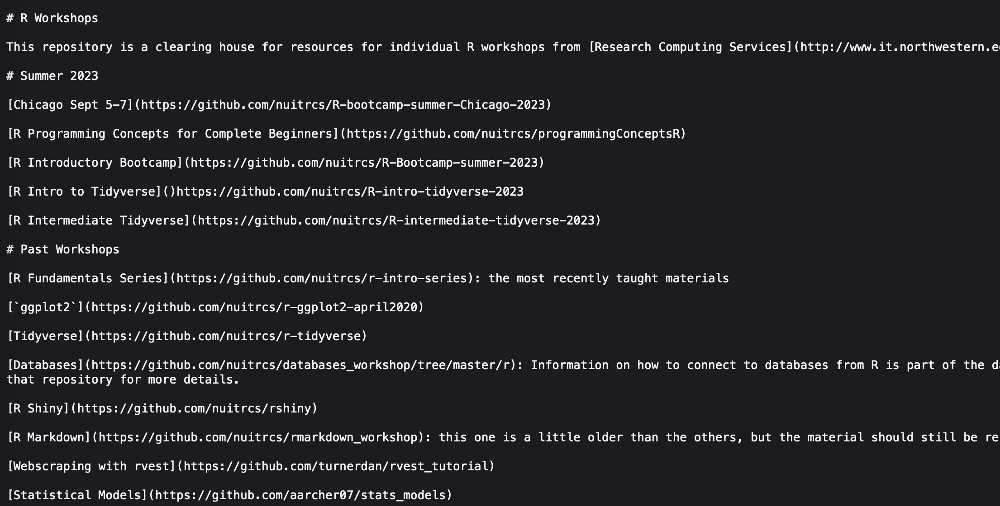 # R Workshops
This repository is a clearing house for resources for individual R workshops from [Research Computing Services](http://www.it.northwestern.e
# Summer 2023
[Chicago Sept 5-7](https://github.com/nuitrcs/R-bootcamp-summer-Chicago-2023)
[R Programming Concepts for Complete Beginners](https://github.com/nuitrcs/programmingConceptsR)
[R Introductory Bootcamp](https://github.com/nuitrcs/R-Bootcamp-summer-2023)
[R Intro to Tidyverse]()https://github.com/nuitrcs/R-intro-tidyverse-2023
[R Intermediate Tidyverse](https://github.com/nuitrcs/R-intermediate-tidyverse-2023)
# Past Workshops
[R Fundamentals Series](https://github.com/nuitrcs/r-intro-series): the most recently taught materials
[`ggplot2`](https://github.com/nuitrcs/r-ggplot2-april2020)
[Tidyverse](https://github.com/nuitrcs/r-tidyverse)
[Databases](https://github.com/nuitrcs/databases_workshop/tree/master/r): Information on how to connect to databases from R is part of the da
that repository for more details.
[R Shiny](https://github.com/nuitrcs/rshiny)
[R Markdown](https://github.com/nuitrcs/rmarkdown_workshop): this one is a little older than the others, but the material should still be re
[Webscraping with rvest](https://github.com/turnerdan/rvest_tutorial)
[Statistical Models](https://github.com/aarcher07/stats_models)